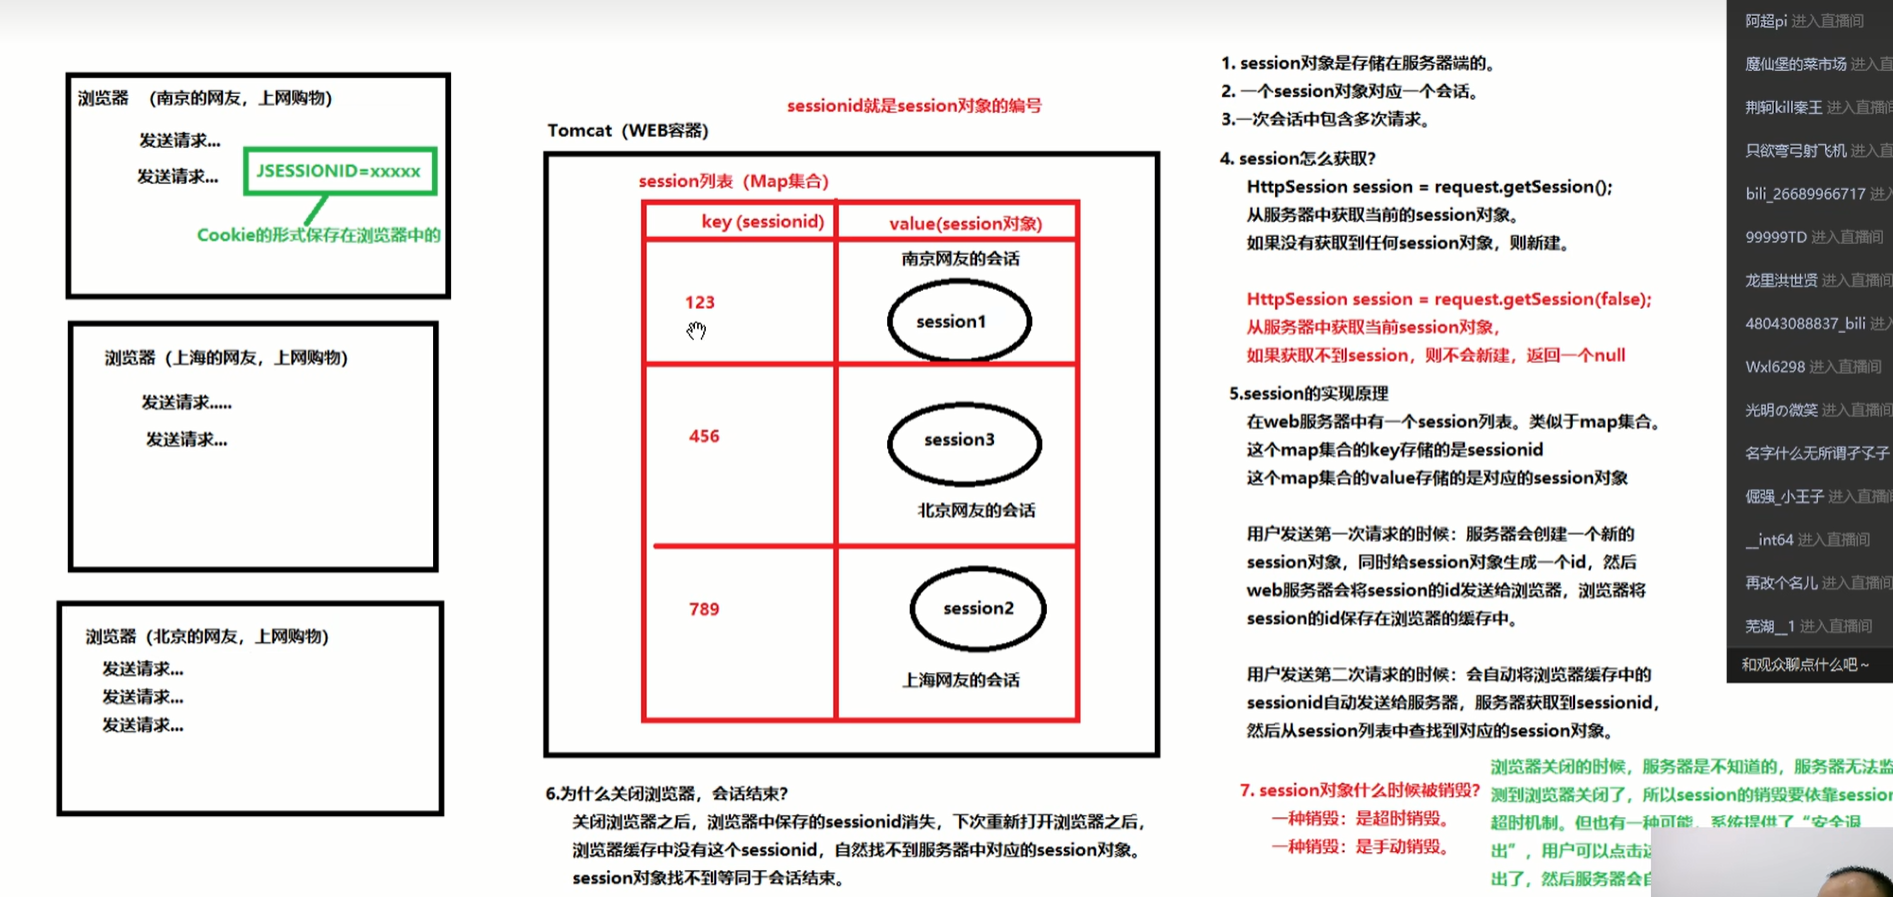 浏览器 （南京的网友，上网购物）
发送请求...
发送请求...
JSESSIONID=xxxxx
Cookie的形式保存在浏览器中的
浏览器（上海的网友，上网购物）
发送请求.....
发送请求...
浏览器（北京的网友，上网购物）
发送请求...
发送请求...
发送请求...
sessionid就是session对象的编号
Tomcat（WEB容器）
session列表（Map集合）
key (sessionid)
value(session对象)
南京网友的会话
123
session1
456
session3
北京网友的会话
789
session2
上海网友的会话
6.为什么关闭浏览器，会话结束？
关闭浏览器之后，浏览器中保存的sessionid消失，下次重新打开浏览器之后，
浏览器缓存中没有这个sessionid，自然找不到服务器中对应的session对象。
session对象找不到等同于会话结束。
1. session对象是存储在服务器端的。
2. 一个session对象对应一个会话。
3.一次会话中包含多次请求。
4. session怎么获取？
HttpSession session = request.getSession();
从服务器中获取当前的session对象。
如果没有获取到任何session对象，则新建。
HttpSession session = request.getSession(false);
从服务器中获取当前session对象，
如果获取不到session，则不会新建，返回一个null
5.session的实现原理
在web服务器中有一个session列表。类似于map集合。
这个map集合的key存储的是sessionid
这个map集合的value存储的是对应的session对象
用户发送第一次请求的时候：服务器会创建一个新的
session对象，同时给session对象生成一个id，然后
web服务器会将session的id发送给浏览器，浏览器将
session的id保存在浏览器的缓存中。
用户发送第二次请求的时候：会自动将浏览器缓存中的
sessionid自动发送给服务器，服务器获取到sessionid，
然后从session列表中查找到对应的session对象。
7. session对象什么时候被销毁？
一种销毁：是超时销毁。
一种销毁：是手动销毁。
浏览器关闭的时候，服务器是不知道的，服务器无法监
测到浏览器关闭了，所以session的销毁要依靠session
超时机制。但也有一种可能，系统提供了“安全退
出”，用户可以点击
出了，然后服务器会
阿超pi 进入直播间
魔仙堡的菜市场 进入直
荆轲kill秦王 进入直播间
只欲弯弓射飞机 进入直
bili_26689966717 进入
99999TD 进入直播间
龙里洪世贤 进入直播间
48043088837_bili 进入
Wxl6298 进入直播间
光明の微笑 进入直播间
名字什么无所谓孑孓子
倔强_小王子 进入直播间
__int64 进入直播间
再改个名儿 进入直播间
芜湖__1 进入直播间
和观众聊点什么吧~